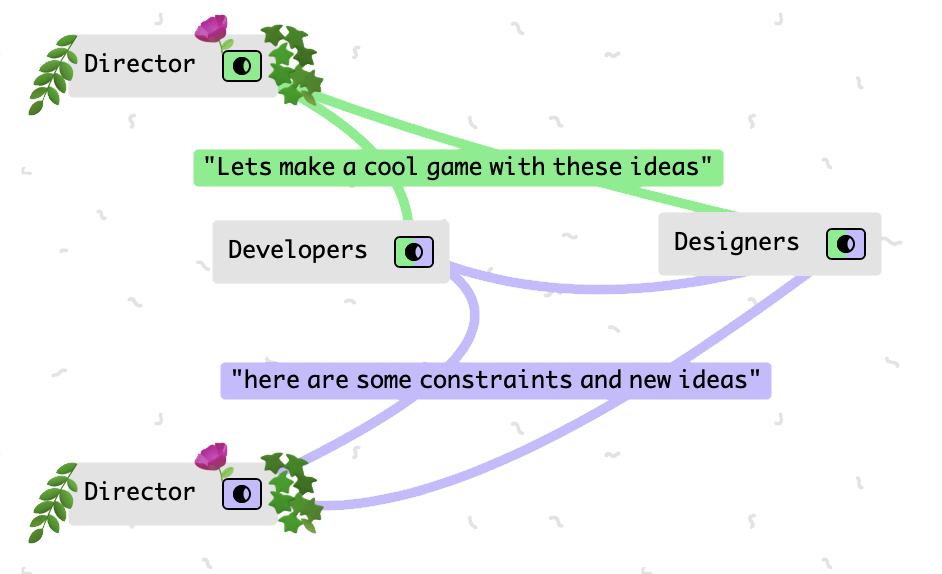 Director
"Lets make a cool game with these ideas"
Developers
Designers
"here are some constraints and new ideas"
Director